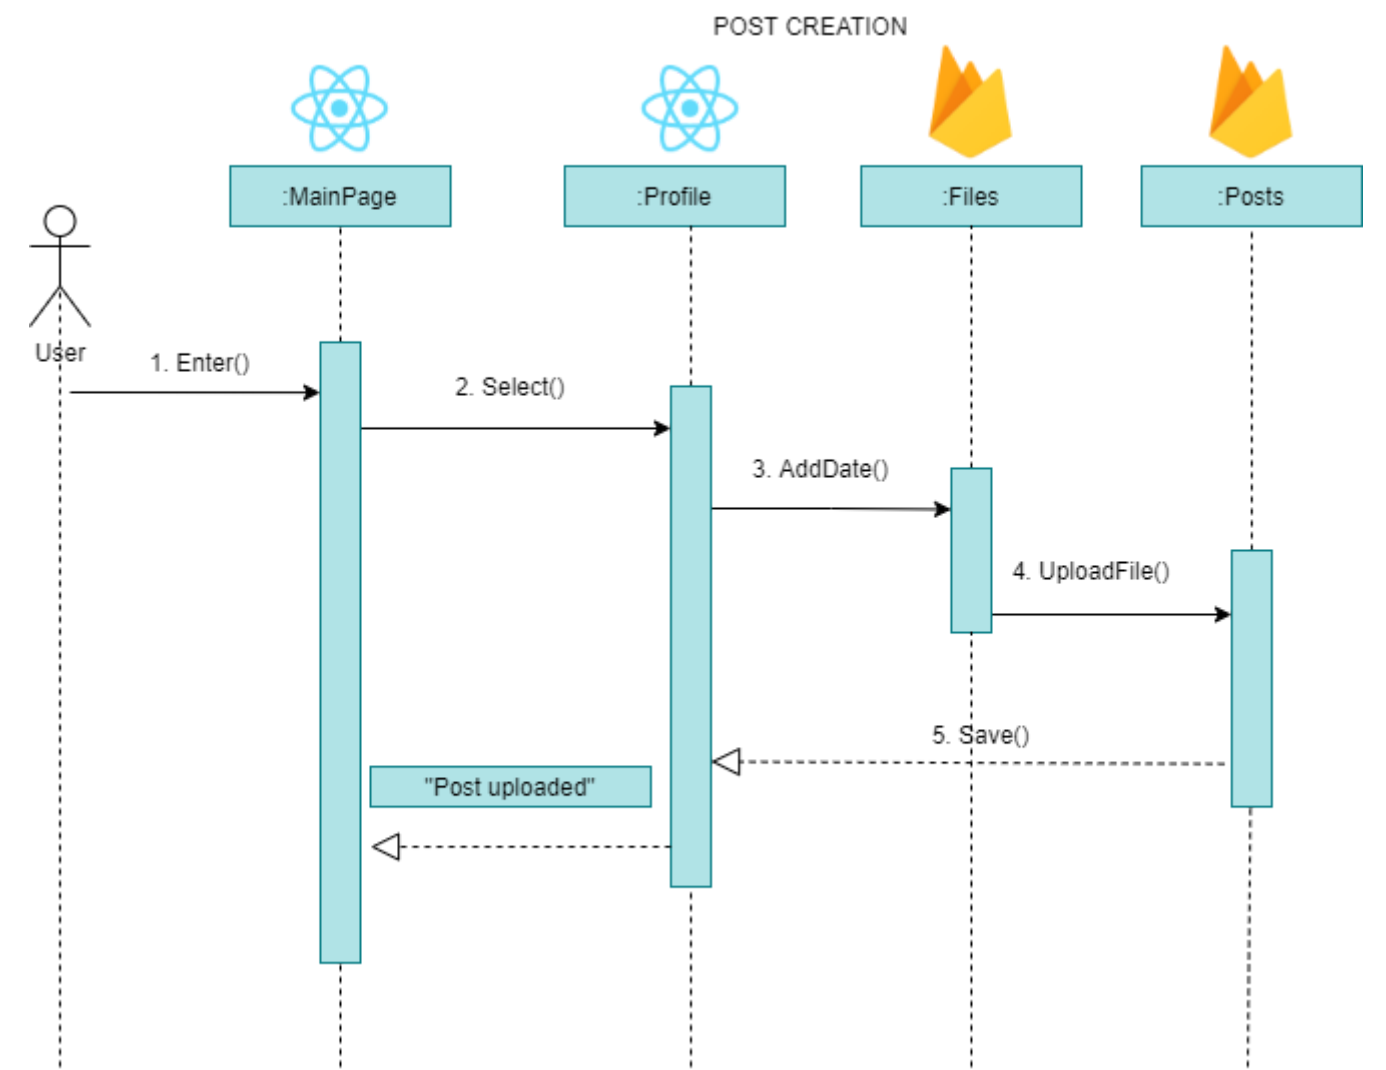 POST CREATION
:MainPage
:Profile
:Files
:Posts
User
1. Enter()
2. Select()
3. AddDate()
4. UploadFile()
5. Save()
"Post uploaded"